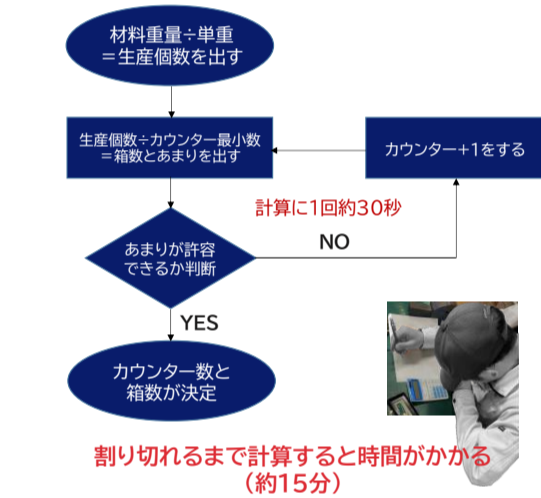 材料重量÷単重
＝生産個数を出す
生産個数÷カウンター最小数
＝箱数とあまりを出す
カウンター+1をする
計算に1回約30秒
あまりが許容
できるか判断
NO
YES
カウンター数と
箱数が決定
割り切れるまで計算すると時間がかかる
（約15分）